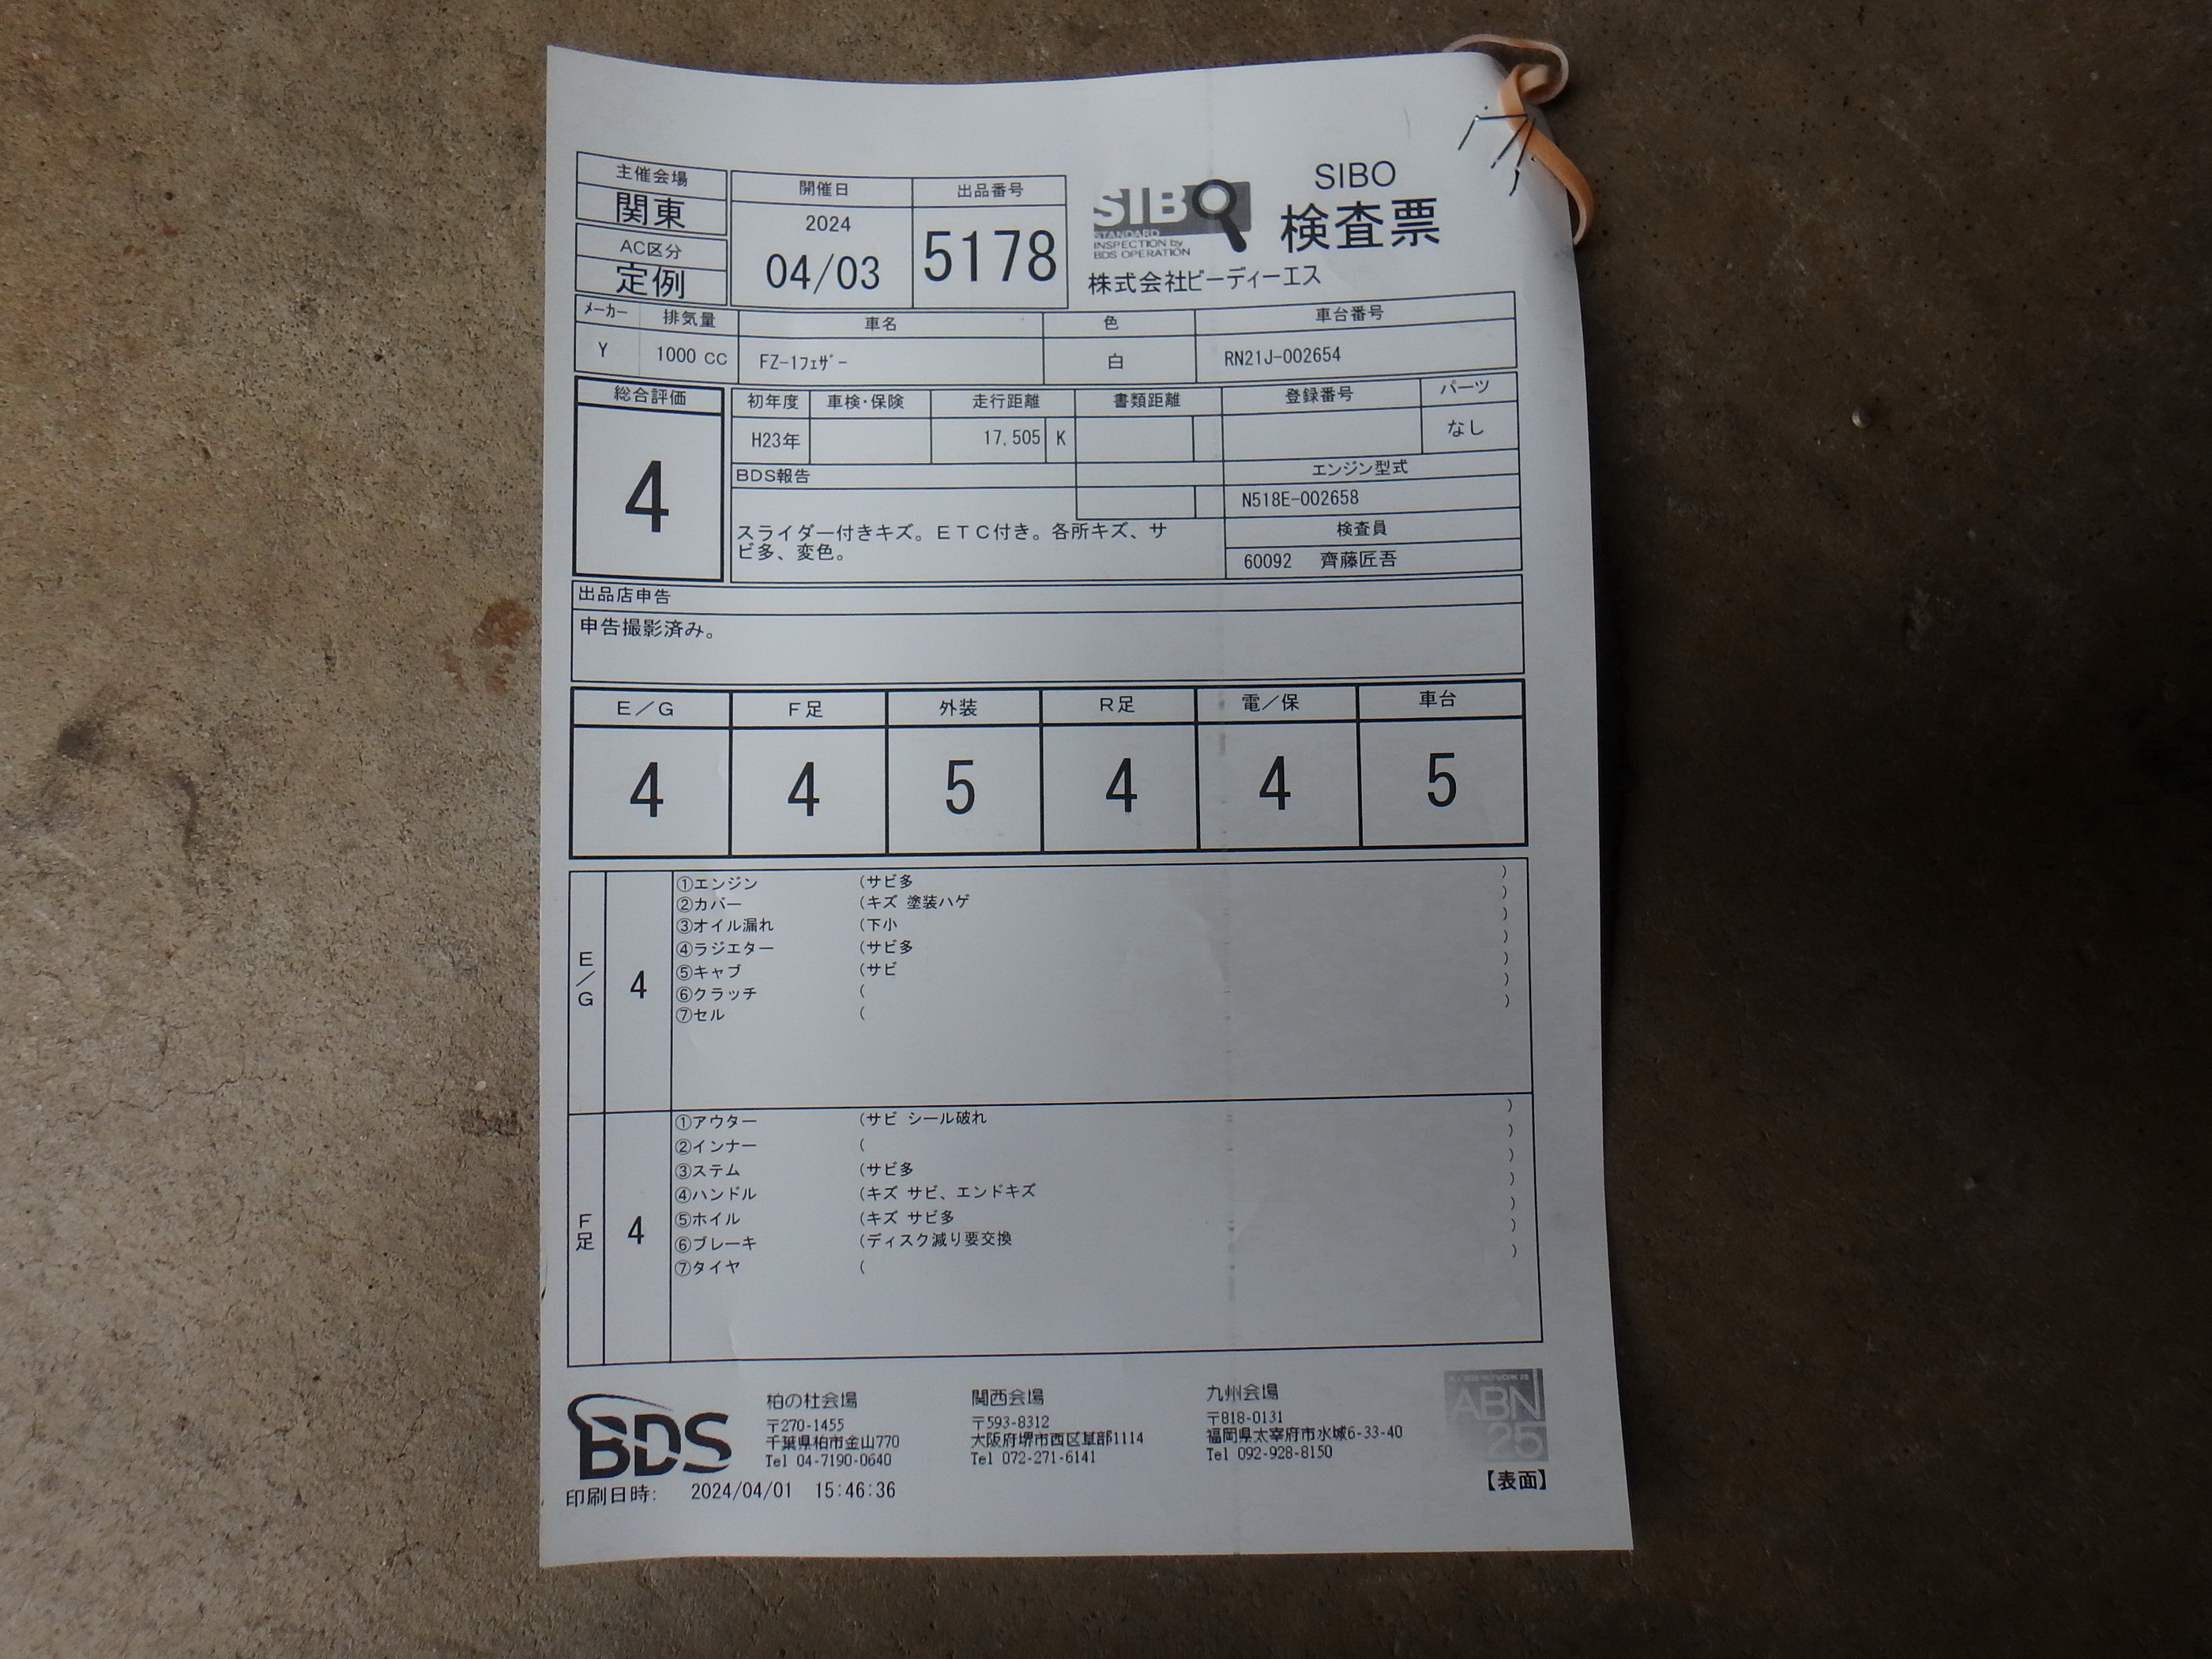 主催会場
関東
AC区分
定例
開催日
2024
04/03
出品番号
5178
SIBO
STANDARD
INSPECTION by
BDS OPERATION
SIBO
検査票
株式会社ビーディーエス
メーカー 排気量 車名 色 車台番号
Y 1000 CC FZ-1フェザー 白 RN21J-002654
総合評価
4
初年度 車検・保険 走行距離 書類距離 登録番号 パーツ
H23年 17,505 K なし
BDS報告
スライダー付きキズ。ETC付き。各所キズ、サ
ビ多、変色。
エンジン型式
N518E-002658
検査員
60092 齊藤匠吾
出品店申告
申告撮影済み。
E/G F足 外装 R足 電/保 車台
4 4 5 4 4 5
E/G 4
①エンジン (サビ多 )
②カバー (キズ 塗装ハゲ )
③オイル漏れ (下小 )
④ラジエター (サビ多 )
⑤キャブ (サビ )
⑥クラッチ ( )
⑦セル ( )
F足 4
①アウター (サビ シール破れ )
②インナー ( )
③ステム (サビ多 )
④ハンドル (キズ サビ、エンドキズ )
⑤ホイル (キズ サビ多 )
⑥ブレーキ (ディスク減り要交換 )
⑦タイヤ ( )
BDS
柏の杜会場
〒270-1455
千葉県柏市金山770
Tel 04-7190-0640
関西会場
〒593-8312
大阪府堺市西区草部1114
Tel 072-271-6141
九州会場
〒818-0131
福岡県太宰府市水城6-33-40
Tel 092-928-8150
ABN
25
【表面】
印刷日時: 2024/04/01 15:46:36